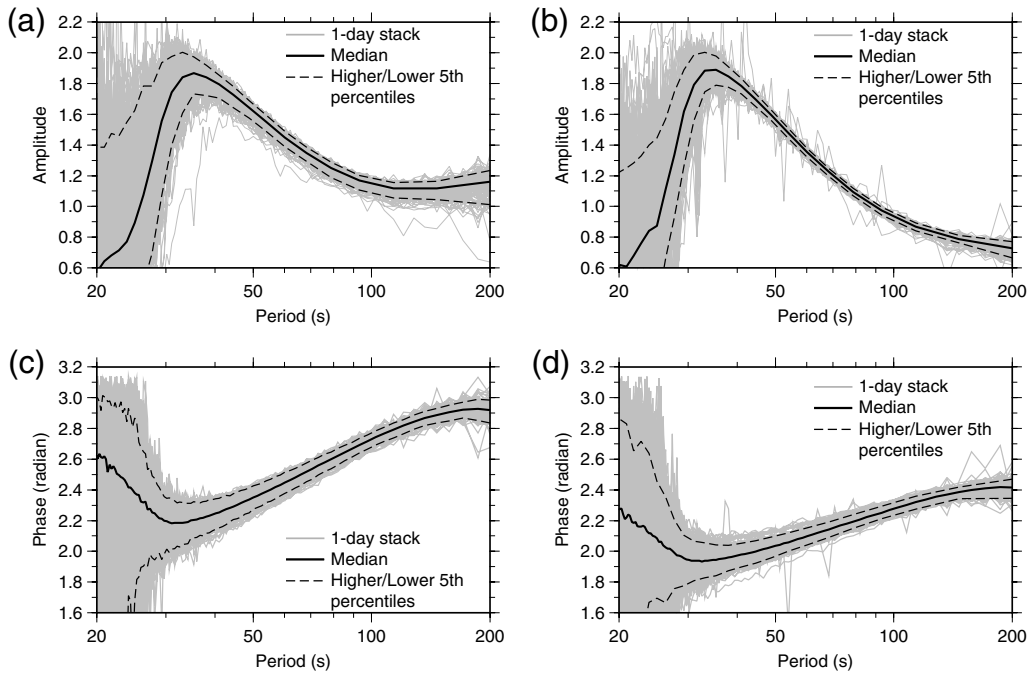 (a)
2.2
2.0
1.8
1.6
1.4
1.2
1.0
0.8
0.6
Amplitude
1-day stack
Median
Higher/Lower 5th
percentiles
20
50
100
200
Period (s)
(b)
2.2
2.0
1.8
1.6
1.4
1.2
1.0
0.8
0.6
Amplitude
1-day stack
Median
Higher/Lower 5th
percentiles
20
50
100
200
Period (s)
(c)
3.2
3.0
2.8
2.6
2.4
2.2
2.0
1.8
1.6
Phase (radian)
1-day stack
Median
Higher/Lower 5th
percentiles
20
50
100
200
Period (s)
(d)
3.2
3.0
2.8
2.6
2.4
2.2
2.0
1.8
1.6
Phase (radian)
1-day stack
Median
Higher/Lower 5th
percentiles
20
50
100
200
Period (s)